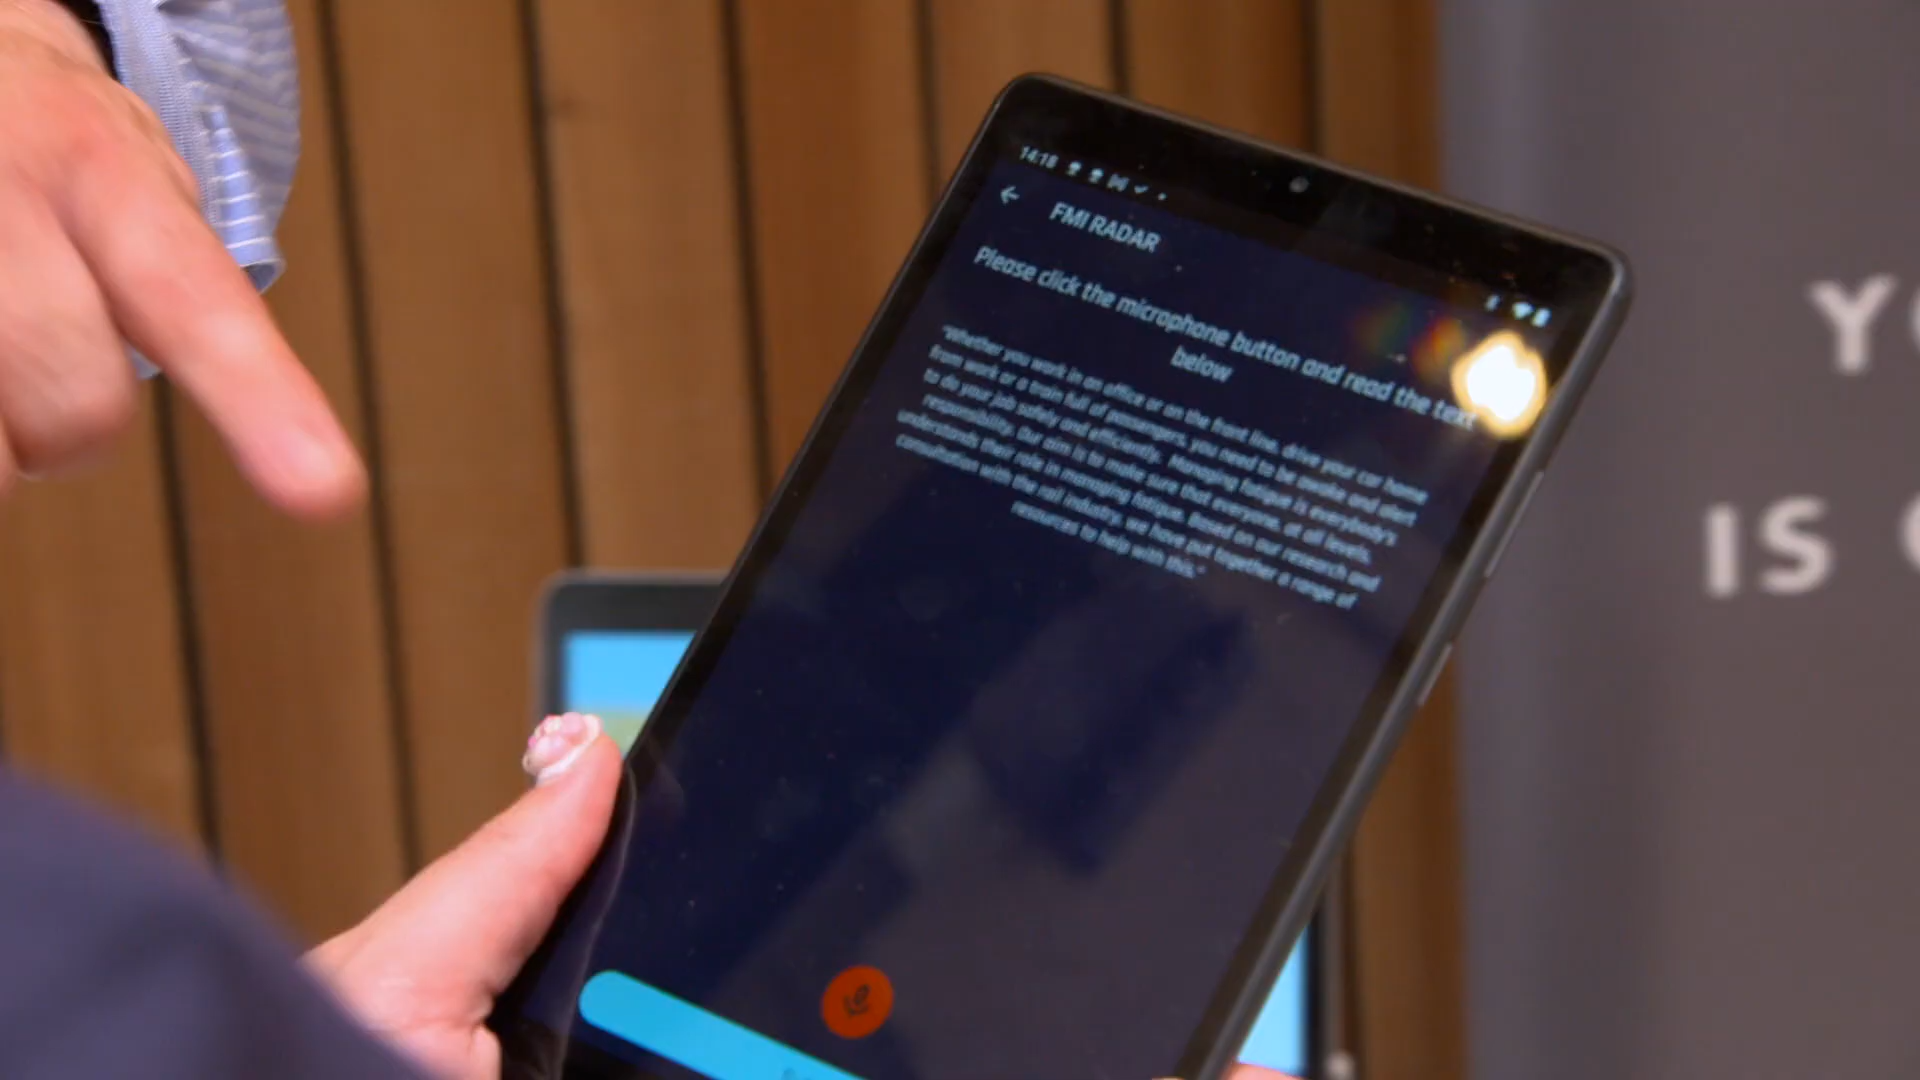 14:18
FMI RADAR
Please click the microphone button and read the text
below
"Whether you work in an office or on the front line, drive your car home
from work or a train full of passengers, you need to be awake and alert
to do your job safely and efficiently. Managing fatigue is everybody's
responsibility. Our aim is to make sure that everyone, at all levels,
understands their role in managing fatigue. Based on our research and
consultation with the rail industry, we have put together a range of
resources to help with this."
IS